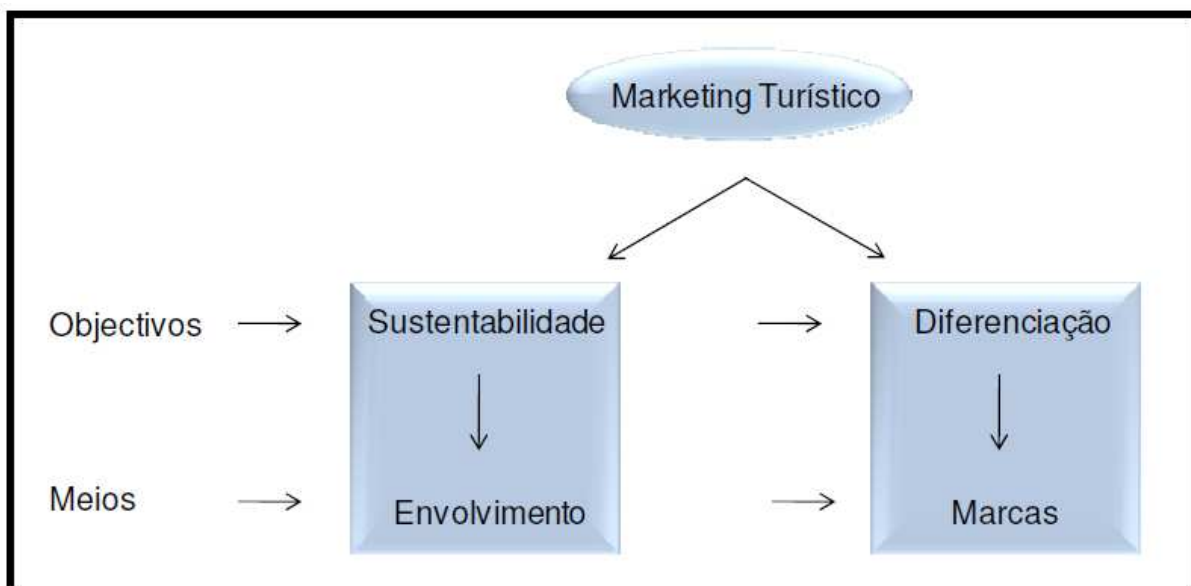 Marketing Turístico
Objectivos
Sustentabilidade
Diferenciação
Meios
Envolvimento
Marcas